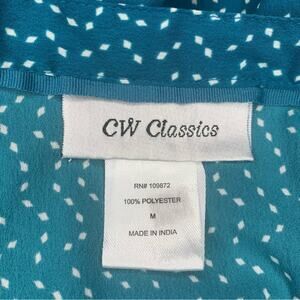 CW Classics
RN# 109872
100% POLYESTER
M
MADE IN INDIA